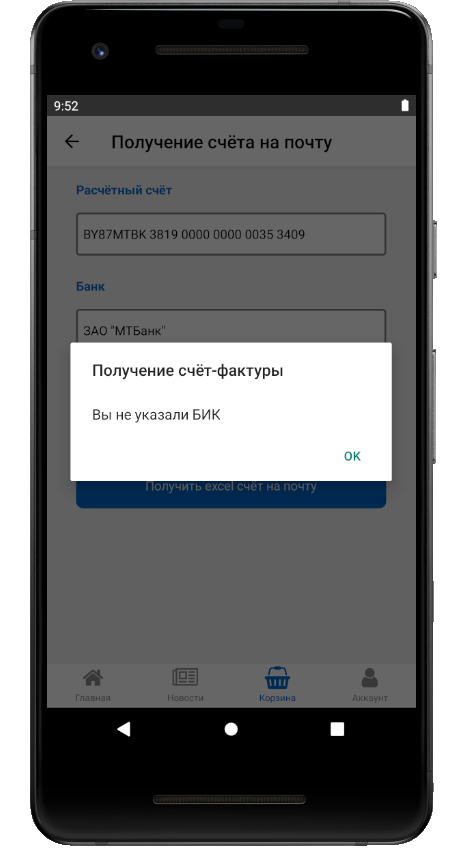 9:52
Получение счёта на почту
Расчётный счёт
BY87MTBK 3819 0000 0000 0035 3409
Банк
ЗАО "МТБанк"
Получение счёт-фактуры
Вы не указали БИК
OK
Получить excel счёт на почту
Главная
Новости
Корзина
Аккаунт